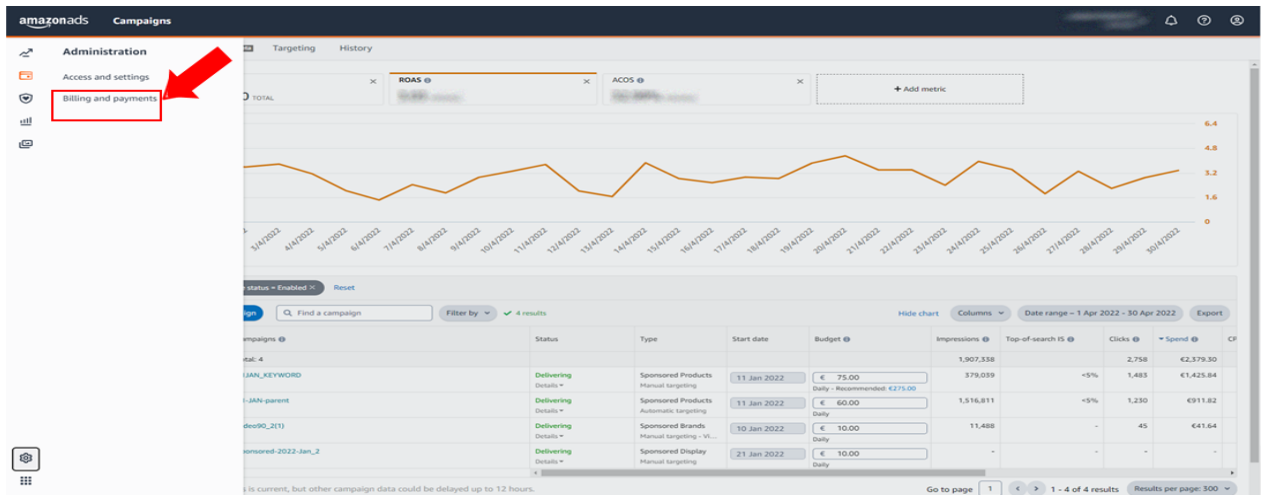 amazonads Campaigns
Administration
Access and settings
Billing and payments
Targeting History
TOTAL
ROAS
ACOS
+ Add metric
6.4
4.8
3.2
1.6
0
3/4/2022 4/4/2022 5/4/2022 6/4/2022 7/4/2022 8/4/2022 9/4/2022 10/4/2022 11/4/2022 12/4/2022 13/4/2022 14/4/2022 15/4/2022 16/4/2022 17/4/2022 18/4/2022 19/4/2022 20/4/2022 21/4/2022 22/4/2022 23/4/2022 24/4/2022 25/4/2022 26/4/2022 27/4/2022 28/4/2022 29/4/2022 30/4/2022
status = Enabled × Reset
Find a campaign Filter by 4 results Hide chart Columns Date range - 1 Apr 2022 - 30 Apr 2022 Export
Status Type Start date Budget Impressions Top-of-search IS Clicks Spend
4 1,907,338 2,758 €2,379.30
JAN_KEYWORD Delivering Sponsored Products 11 Jan 2022 € 75.00 379,039 <5% 1,483 €1,425.84
Details Manual targeting Daily - Recommended: €275.00
-JAN-parent Delivering Sponsored Products 11 Jan 2022 € 60.00 1,516,811 <5% 1,230 €911.82
Details Automatic targeting Daily
deo90_2(1) Delivering Sponsored Brands 10 Jan 2022 € 10.00 11,488 - 45 €41.64
Details Manual targeting - Vi... Daily
onsored-2022-Jan_2 Delivering Sponsored Display 21 Jan 2022 € 10.00 - - - -
Details Manual targeting Daily
is current, but other campaign data could be delayed up to 12 hours. Go to page 1 1 - 4 of 4 results Results per page: 300